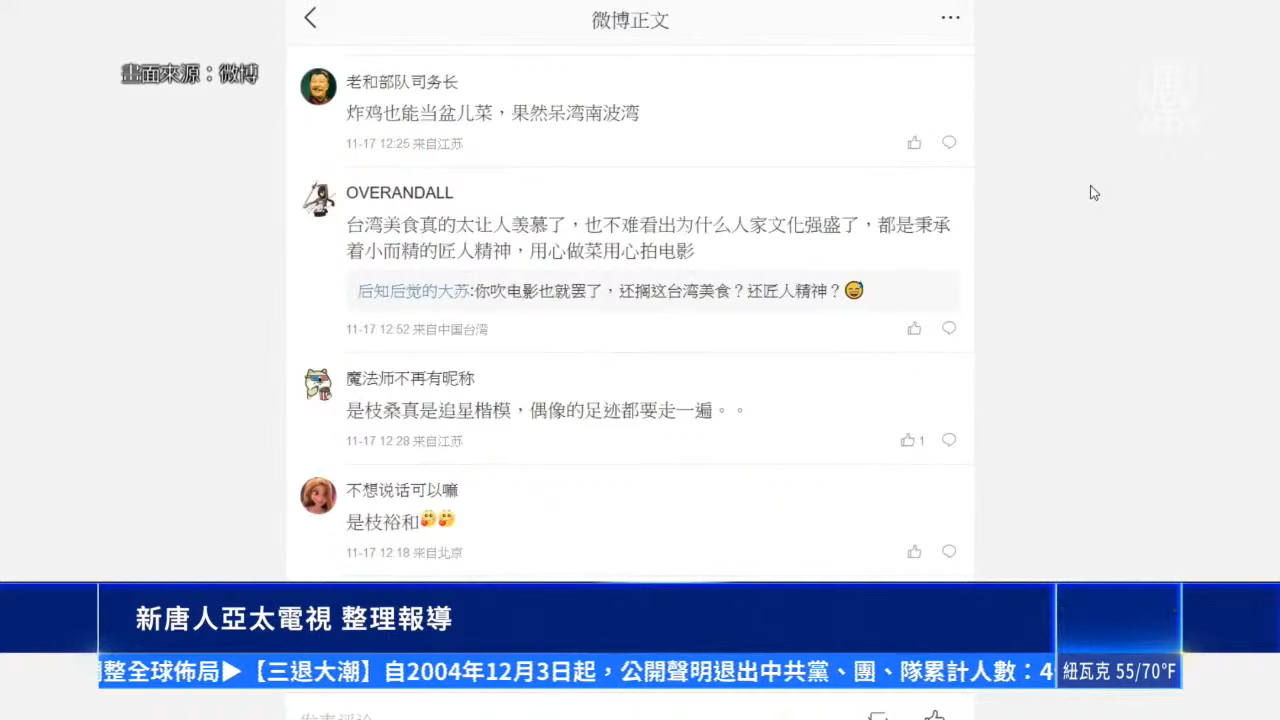 微博正文
畫面來源：微博
老和部队司务长
炸鸡也能当盆儿菜，果然呆湾南波湾
11-17 12:25 来自江苏
OVERANDALL
台湾美食真的太让人羡慕了，也不难看出为什么人家文化强盛了，都是秉承
着小而精的匠人精神，用心做菜用心拍电影
后知后觉的大苏:你吹电影也就罢了，还搁这台湾美食？还匠人精神？😅
11-17 12:52 来自中国台湾
魔法师不再有昵称
是枝桑真是追星楷模，偶像的足迹都要走一遍。。
11-17 12:28 来自江苏
1
不想说话可以嘛
是枝裕和
11-17 12:18 来自北京
新唐人亞太電視 整理報導
調整全球佈局▶【三退大潮】自2004年12月3日起，公開聲明退出中共黨、團、隊累計人數：4
紐瓦克 55/70°F